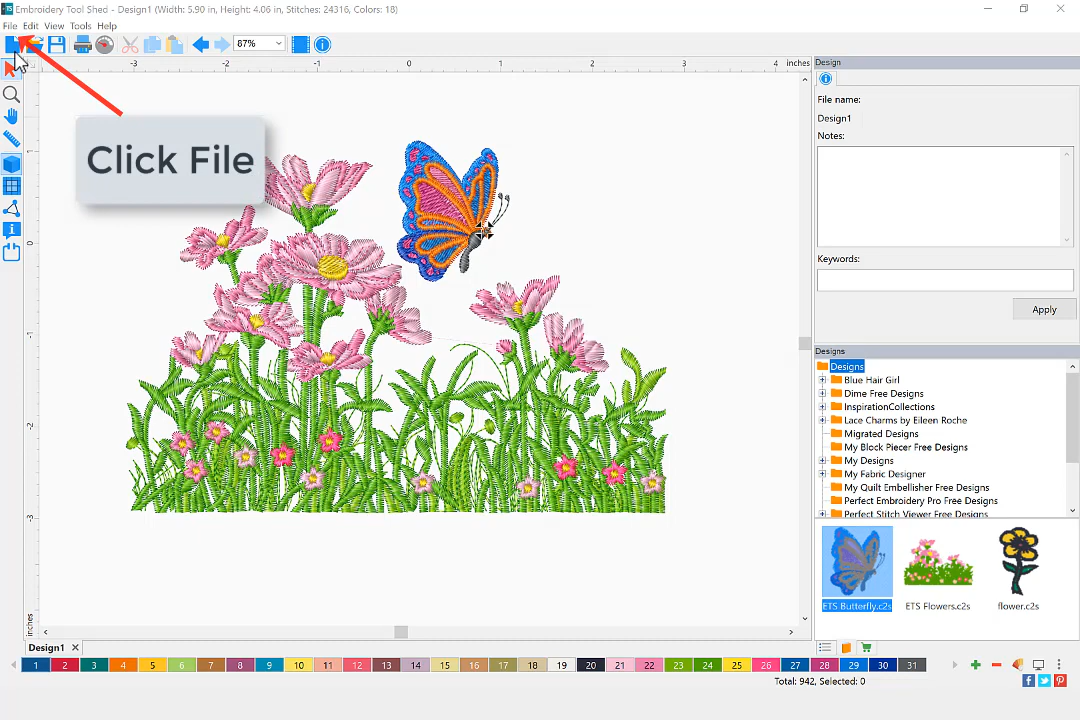 Embroidery Tool Shed - Design1 (Width: 5.90 in, Height: 4.06 in, Stitches: 24316, Colors: 18)
File Edit View Tools Help
87%
-3 -2 -1 0 1 2 3 4 inches
Click File
1
0
-1
-2
-3
inches
Design
File name:
Design1
Notes:
Keywords:
Apply
Designs
Designs
Blue Hair Girl
Dime Free Designs
InspirationCollections
Lace Charms by Eileen Roche
Migrated Designs
My Block Piecer Free Designs
My Designs
My Fabric Designer
My Quilt Embellisher Free Designs
Perfect Embroidery Pro Free Designs
Perfect Stitch Viewer Free Designs
ETS Butterfly.c2s ETS Flowers.c2s flower.c2s
Design1
1 2 3 4 5 6 7 8 9 10 11 12 13 14 15 16 17 18 19 20 21 22 23 24 25 26 27 28 29 30 31
Total: 942, Selected: 0